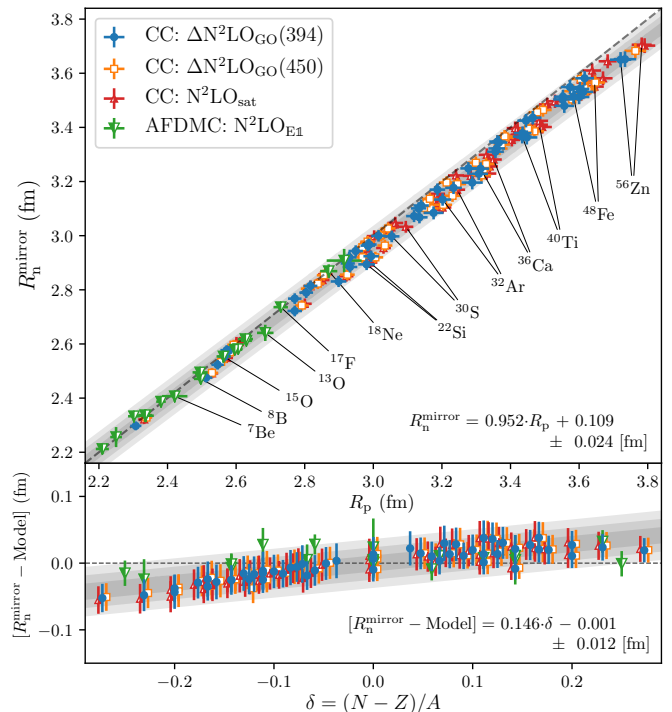 CC: ΔN²LO_GO(394)
CC: ΔN²LO_GO(450)
CC: N²LO_sat
AFDMC: N²LO_E1
3.8
3.6
3.4
3.2
3.0
2.8
2.6
2.4
2.2
R_n^mirror (fm)
⁵⁶Zn
⁴⁸Fe
⁴⁰Ti
³⁶Ca
³²Ar
³⁰S
²²Si
¹⁸Ne
¹⁷F
¹³O
¹⁵O
⁸B
⁷Be
R_n^mirror = 0.952·R_p + 0.109
± 0.024 [fm]
2.2 2.4 2.6 2.8 3.0 3.2 3.4 3.6 3.8
R_p (fm)
[R_n^mirror − Model] (fm)
0.1
0.0
−0.1
[R_n^mirror − Model] = 0.146·δ − 0.001
± 0.012 [fm]
−0.2 −0.1 0.0 0.1 0.2
δ = (N − Z)/A